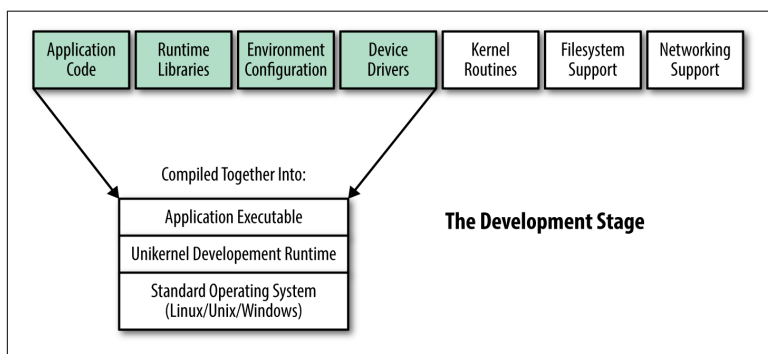 Application
Code
Runtime
Libraries
Environment
Configuration
Device
Drivers
Kernel
Routines
Filesystem
Support
Networking
Support
Compiled Together Into:
Application Executable
The Development Stage
Unikernel Developement Runtime
Standard Operating System
(Linux/Unix/Windows)